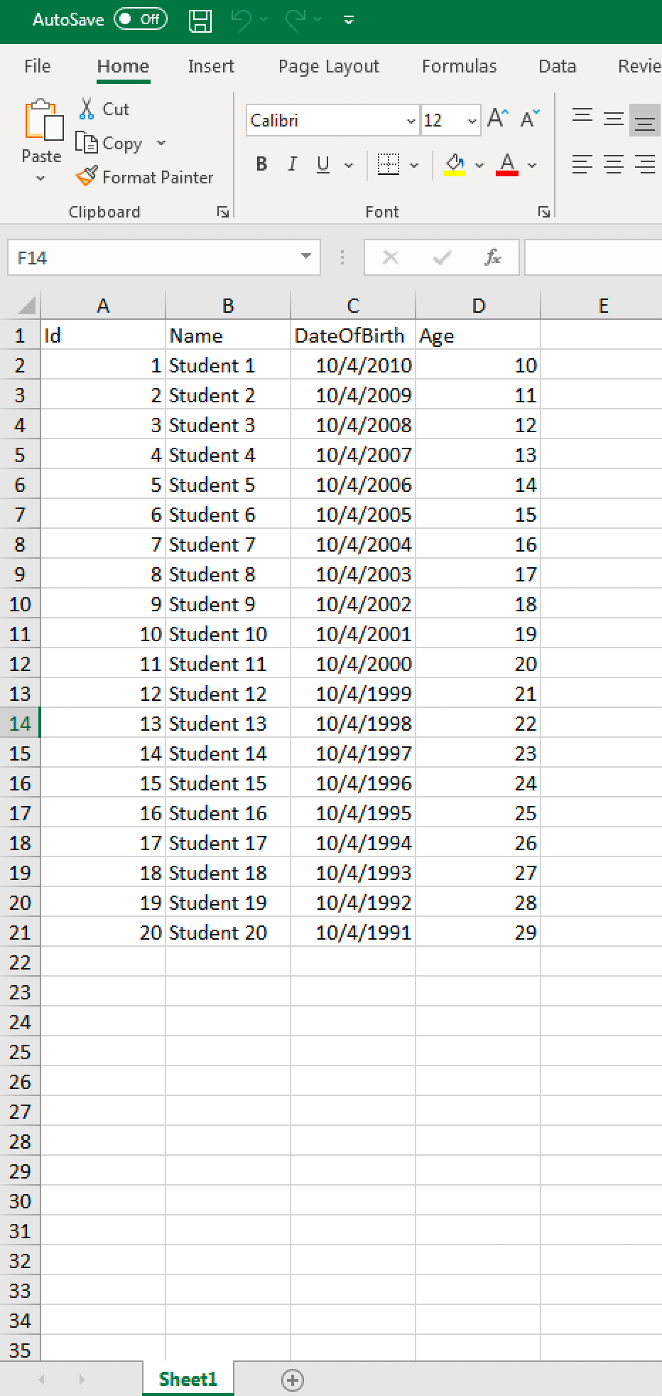 AutoSave Off
File Home Insert Page Layout Formulas Data Revie
Paste
Cut
Copy
Format Painter
Clipboard
Calibri 12 A A
B I U A
Font
F14 fx
A B C D E
1 Id Name DateOfBirth Age
2 1 Student 1 10/4/2010 10
3 2 Student 2 10/4/2009 11
4 3 Student 3 10/4/2008 12
5 4 Student 4 10/4/2007 13
6 5 Student 5 10/4/2006 14
7 6 Student 6 10/4/2005 15
8 7 Student 7 10/4/2004 16
9 8 Student 8 10/4/2003 17
10 9 Student 9 10/4/2002 18
11 10 Student 10 10/4/2001 19
12 11 Student 11 10/4/2000 20
13 12 Student 12 10/4/1999 21
14 13 Student 13 10/4/1998 22
15 14 Student 14 10/4/1997 23
16 15 Student 15 10/4/1996 24
17 16 Student 16 10/4/1995 25
18 17 Student 17 10/4/1994 26
19 18 Student 18 10/4/1993 27
20 19 Student 19 10/4/1992 28
21 20 Student 20 10/4/1991 29
22
23
24
25
26
27
28
29
30
31
32
33
34
35
Sheet1